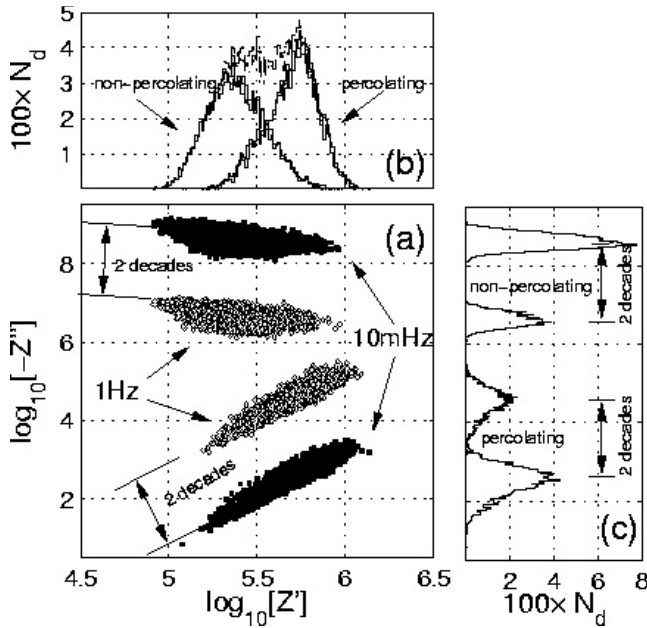 5
4
3
2
1
100× N_d
non-percolating
percolating
(b)
(a)
8
6
4
2
log10[-Z'']
2 decades
1Hz
10mHz
2 decades
4.5
5
5.5
6
6.5
log10[Z']
non-percolating
2 decades
percolating
2 decades
(c)
0
2
4
6
8
100× N_d